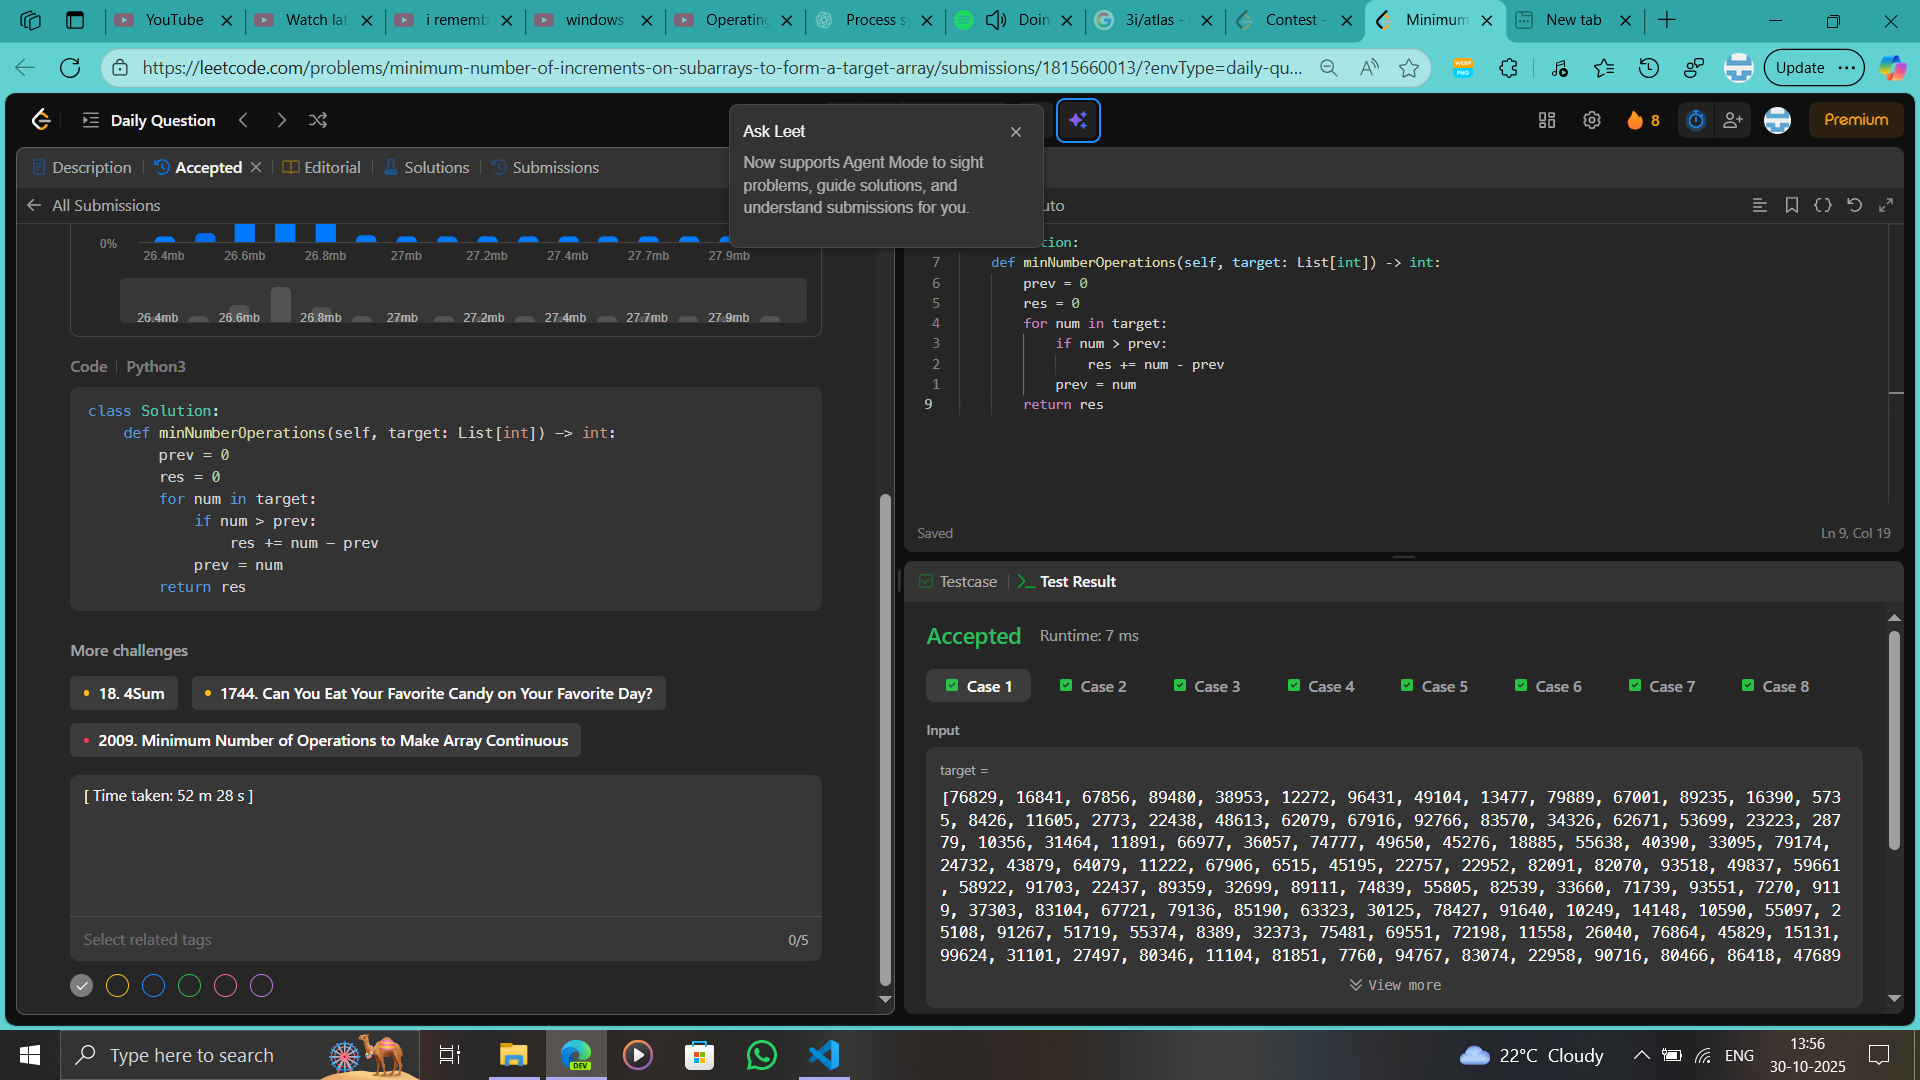 YouTube
Watch lat
i rememb
windows
Operating
Process s
Doin
3i/atlas -
Contest -
Minimum
New tab
https://leetcode.com/problems/minimum-number-of-increments-on-subarrays-to-form-a-target-array/submissions/1815660013/?envType=daily-qu...
WEBP
PNG
Update
Daily Question
Ask Leet
Now supports Agent Mode to sight
problems, guide solutions, and
understand submissions for you.
8
Premium
Description
Accepted
Editorial
Solutions
Submissions
All Submissions
uto
0%
26.4mb 26.6mb 26.8mb 27mb 27.2mb 27.4mb 27.7mb 27.9mb
26.4mb 26.6mb 26.8mb 27mb 27.2mb 27.4mb 27.7mb 27.9mb
Code Python3
class Solution:
    def minNumberOperations(self, target: List[int]) -> int:
        prev = 0
        res = 0
        for num in target:
            if num > prev:
                res += num - prev
            prev = num
        return res
More challenges
18. 4Sum
1744. Can You Eat Your Favorite Candy on Your Favorite Day?
2009. Minimum Number of Operations to Make Array Continuous
[ Time taken: 52 m 28 s ]
Select related tags
0/5
tion:
7 def minNumberOperations(self, target: List[int]) -> int:
6 prev = 0
5 res = 0
4 for num in target:
3 if num > prev:
2 res += num - prev
1 prev = num
9 return res
Saved
Ln 9, Col 19
Testcase
>_ Test Result
Accepted
Runtime: 7 ms
Case 1
Case 2
Case 3
Case 4
Case 5
Case 6
Case 7
Case 8
Input
target =
[76829, 16841, 67856, 89480, 38953, 12272, 96431, 49104, 13477, 79889, 67001, 89235, 16390, 573
5, 8426, 11605, 2773, 22438, 48613, 62079, 67916, 92766, 83570, 34326, 62671, 53699, 23223, 287
79, 10356, 31464, 11891, 66977, 36057, 74777, 49650, 45276, 18885, 55638, 40390, 33095, 79174,
24732, 43879, 64079, 11222, 67906, 6515, 45195, 22757, 22952, 82091, 82070, 93518, 49837, 59661
, 58922, 91703, 22437, 89359, 32699, 89111, 74839, 55805, 82539, 33660, 71739, 93551, 7270, 911
9, 37303, 83104, 67721, 79136, 85190, 63323, 30125, 78427, 91640, 10249, 14148, 10590, 55097, 2
5108, 91267, 51719, 55374, 8389, 32373, 75481, 69551, 72198, 11558, 26040, 76864, 45829, 15131,
99624, 31101, 27497, 80346, 11104, 81851, 7760, 94767, 83074, 22958, 90716, 80466, 86418, 47689
View more
Type here to search
DEV
22°C Cloudy
ENG
13:56
30-10-2025